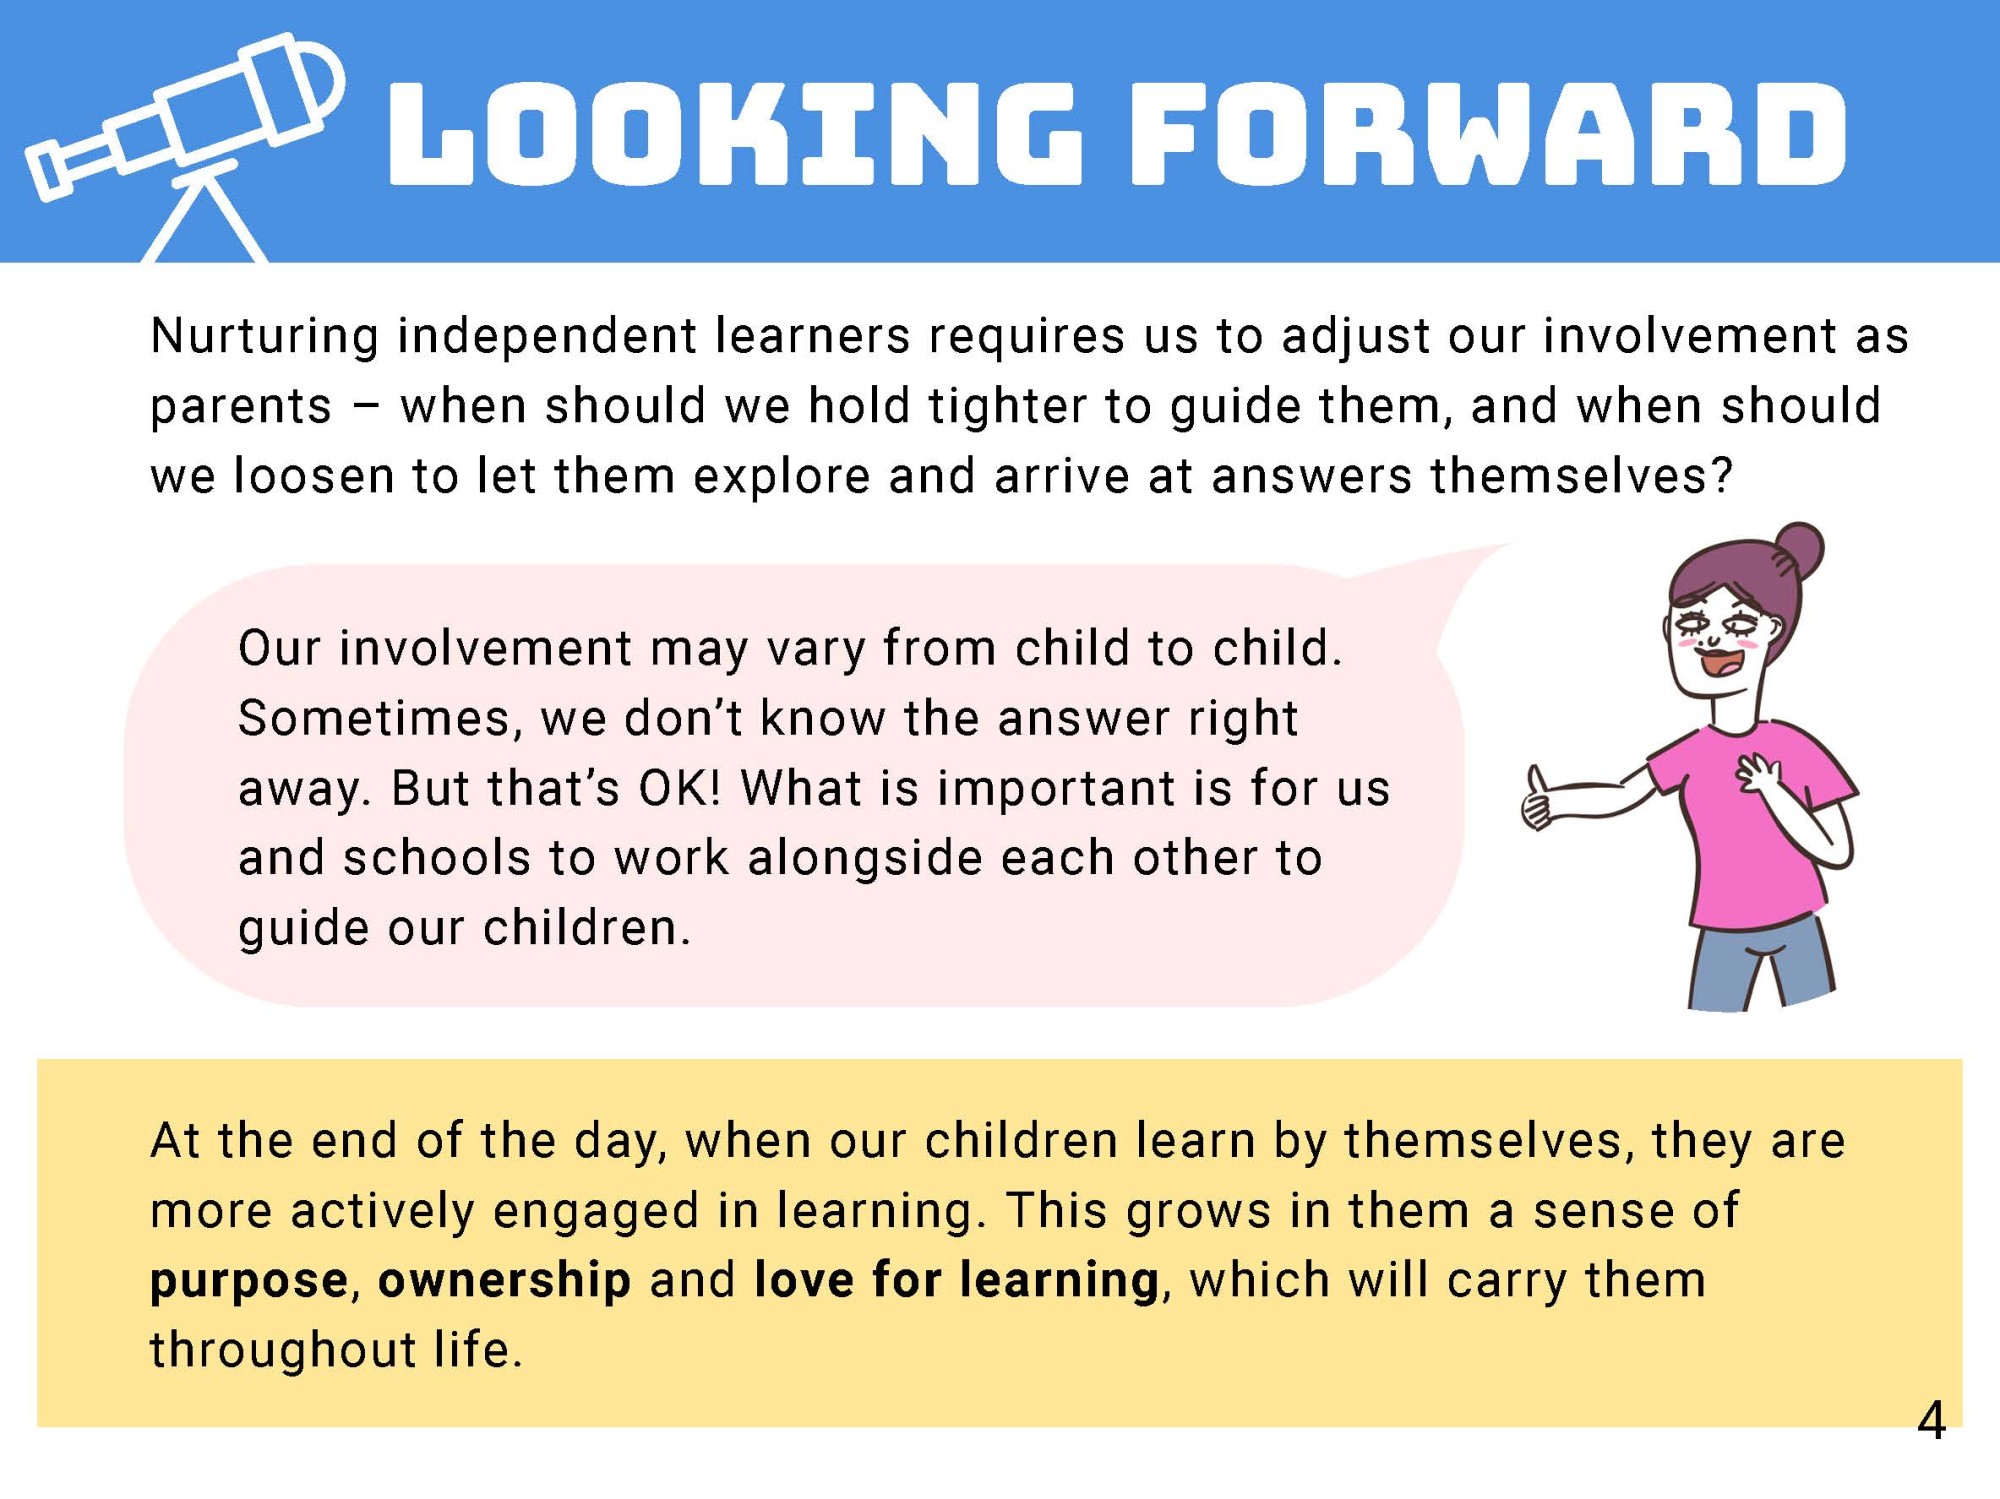 LOOKING FORWARD
Nurturing independent learners requires us to adjust our involvement as
parents – when should we hold tighter to guide them, and when should
we loosen to let them explore and arrive at answers themselves?
Our involvement may vary from child to child.
Sometimes, we don’t know the answer right
away. But that’s OK! What is important is for us
and schools to work alongside each other to
guide our children.
At the end of the day, when our children learn by themselves, they are
more actively engaged in learning. This grows in them a sense of
purpose, ownership and love for learning, which will carry them
throughout life.
4